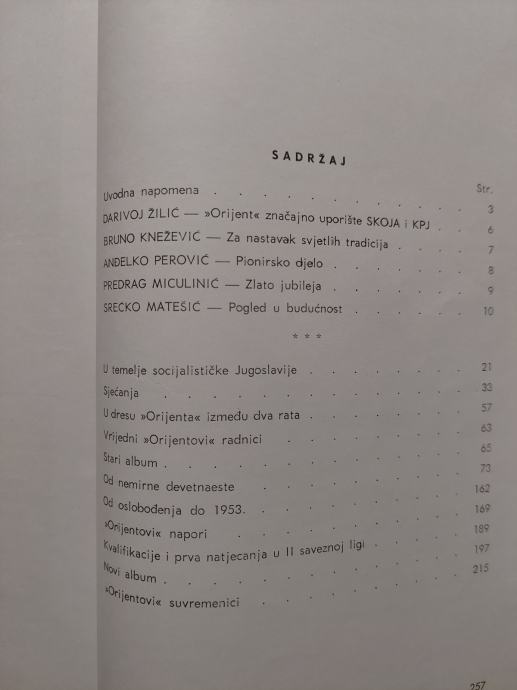 SADRŽAJ
Str.
Uvodna napomena . . . . . . . . . 3
DARIVOJ ŽILIĆ — »Orijent« značajno uporište SKOJA i KPJ . . 6
BRUNO KNEŽEVIĆ — Za nastavak svjetlih tradicija . . . 7
ANĐELKO PEROVIĆ — Pionirsko djelo . . . . . 8
PREDRAG MICULINIĆ — Zlato jubileja . . . . . 9
SREĆKO MATEŠIĆ — Pogled u budućnost . . . . . 10
* * *
U temelje socijalističke Jugoslavije . . . . . . 21
Sjećanja . . . . . . . . . . 33
U dresu »Orijenta« između dva rata . . . . . . 57
Vrijedni »Orijentovi« radnici . . . . . . 63
Stari album . . . . . . . . . . 65
Od nemirne devetnaeste . . . . . . . 73
Od oslobođenja do 1953. . . . . . . . 162
»Orijentovi« napori . . . . . . . . 169
Kvalifikacije i prva natjecanja u II saveznoj ligi . . . . 189
Novi album . . . . . . . . . . 197
»Orijentovi« suvremenici . . . . . . . 215
257